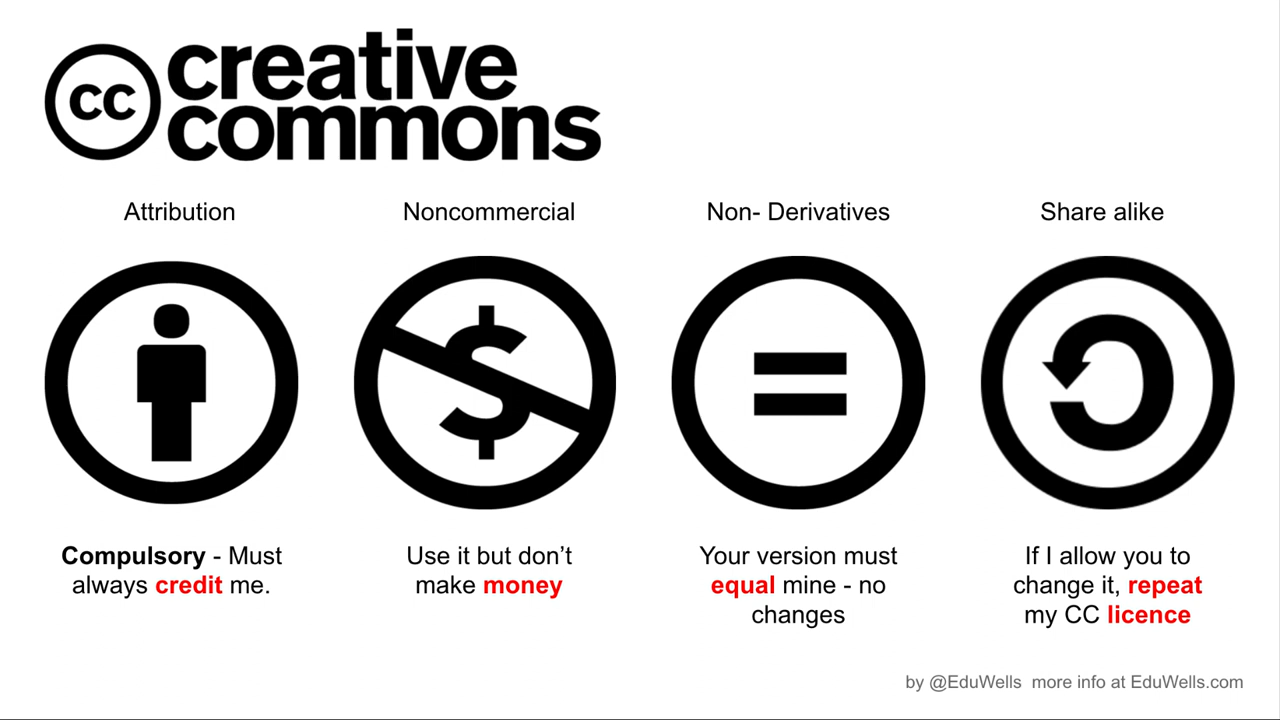 cc creative
commons
Attribution
Noncommercial
Non- Derivatives
Share alike
$
=
Compulsory - Must
always credit me.
Use it but don’t
make money
Your version must
equal mine - no
changes
If I allow you to
change it, repeat
my CC licence
by @EduWells  more info at EduWells.com